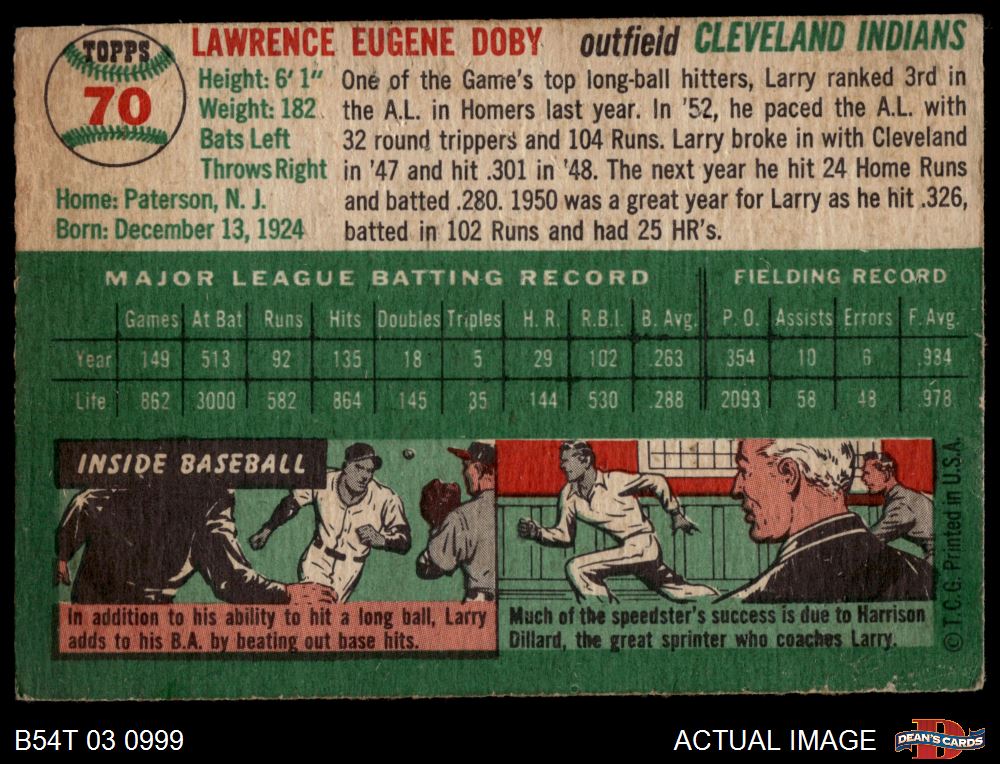 TOPPS
70
LAWRENCE EUGENE DOBY outfield CLEVELAND INDIANS
Height: 6' 1"
Weight: 182
Bats Left
Throws Right
Home: Paterson, N. J.
Born: December 13, 1924
One of the Game's top long-ball hitters, Larry ranked 3rd in
the A.L. in Homers last year. In '52, he paced the A.L. with
32 round trippers and 104 Runs. Larry broke in with Cleveland
in '47 and hit .301 in '48. The next year he hit 24 Home Runs
and batted .280. 1950 was a great year for Larry as he hit .326,
batted in 102 Runs and had 25 HR's.
MAJOR LEAGUE BATTING RECORD FIELDING RECORD
Games At Bat Runs Hits Doubles Triples H. R. R.B.I. B. Avg. P. O. Assists Errors F. Avg.
Year 149 513 92 135 18 5 29 102 .263 354 10 6 .984
Life 862 3000 582 864 145 35 144 530 .288 2093 58 48 .978
INSIDE BASEBALL
In addition to his ability to hit a long ball, Larry
adds to his B.A. by beating out base hits.
Much of the speedster's success is due to Harrison
Dillard, the great sprinter who coaches Larry.
© T. C. G. Printed in U.S.A.
B54T 03 0999
ACTUAL IMAGE
DEAN'S CARDS